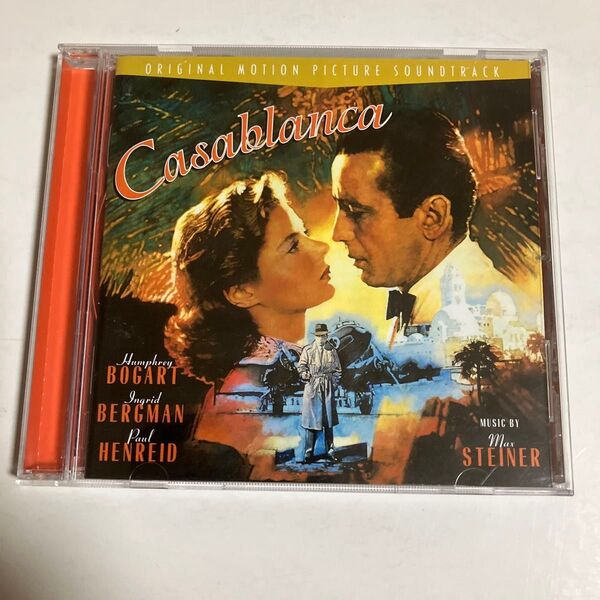 ORIGINAL MOTION PICTURE SOUNDTRACK
Casablanca
Humphrey
BOGART
Ingrid
BERGMAN
Paul
HENREID
MUSIC BY
Max
STEINER